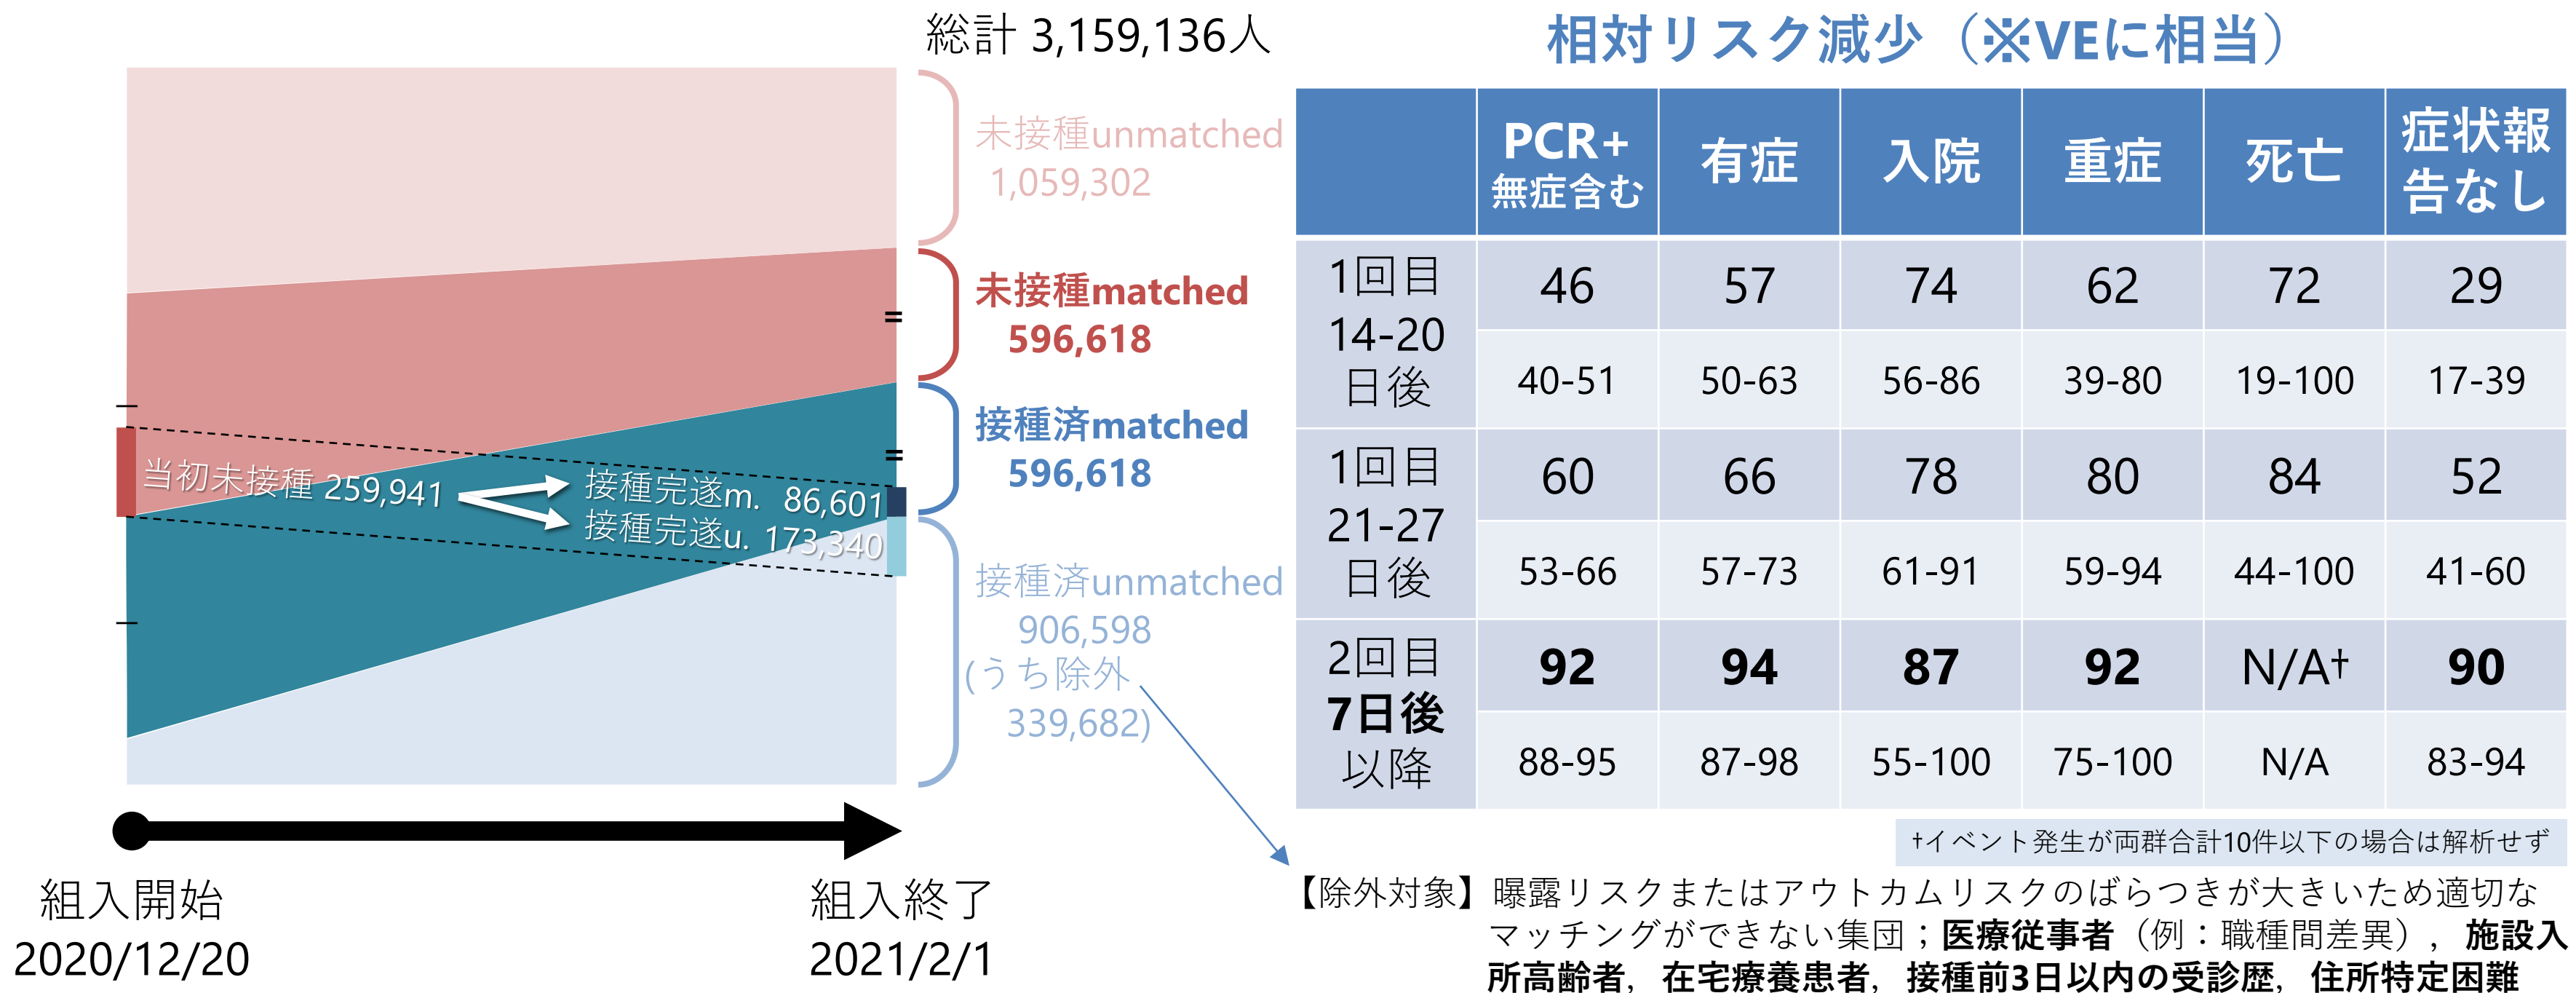 総計 3,159,136人
未接種unmatched
1,059,302
未接種matched
596,618
接種済matched
596,618
接種済unmatched
906,598
(うち除外
339,682)
=
=
当初未接種 259,941
接種完遂m. 86,601
接種完遂u. 173,340
組入開始
2020/12/20
組入終了
2021/2/1
相対リスク減少（※VEに相当）
PCR+
無症含む
有症
入院
重症
死亡
症状報
告なし
1回目
14-20
日後
46 57 74 62 72 29
40-51 50-63 56-86 39-80 19-100 17-39
1回目
21-27
日後
60 66 78 80 84 52
53-66 57-73 61-91 59-94 44-100 41-60
2回目
7日後
以降
92 94 87 92 N/A† 90
88-95 87-98 55-100 75-100 N/A 83-94
†イベント発生が両群合計10件以下の場合は解析せず
【除外対象】曝露リスクまたはアウトカムリスクのばらつきが大きいため適切な
マッチングができない集団；医療従事者（例：職種間差異），施設入
所高齢者，在宅療養患者，接種前3日以内の受診歴，住所特定困難